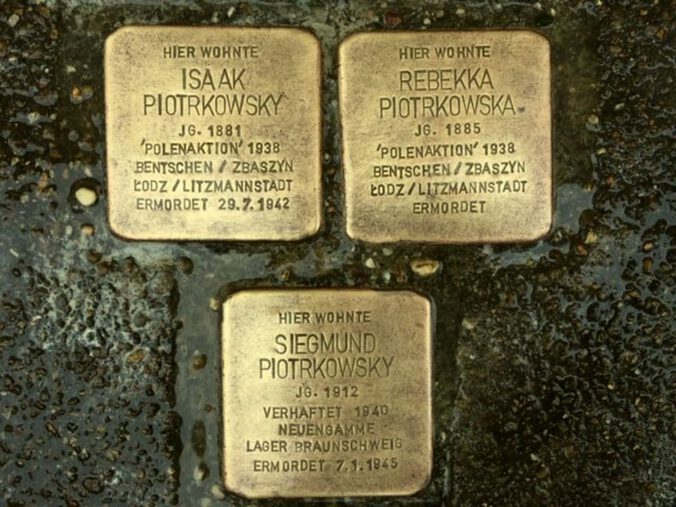 HIER WOHNTE
ISAAK
PIOTRKOWSKY
JG. 1881
'POLENAKTION' 1938
BENTSCHEN / ZBASZYN
ŁODZ / LITZMANNSTADT
ERMORDET 29.7.1942
HIER WOHNTE
REBEKKA
PIOTRKOWSKA
JG. 1885
'POLENAKTION' 1938
BENTSCHEN / ZBASZYN
ŁODZ / LITZMANNSTADT
ERMORDET
HIER WOHNTE
SIEGMUND
PIOTRKOWSKY
JG. 1912
VERHAFTET 1940
NEUENGAMME
LAGER BRAUNSCHWEIG
ERMORDET 7.1.1945